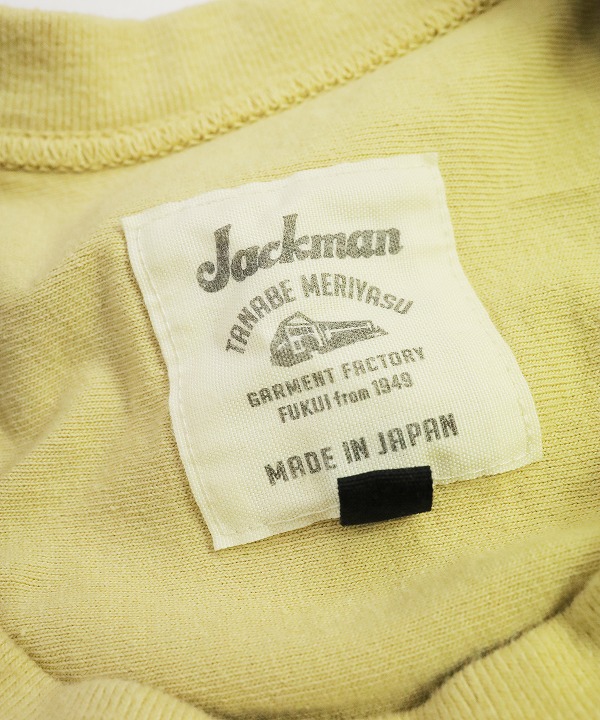 Jackman
TANABE MERIYASU
GARMENT FACTORY
FUKUI from 1949
MADE IN JAPAN